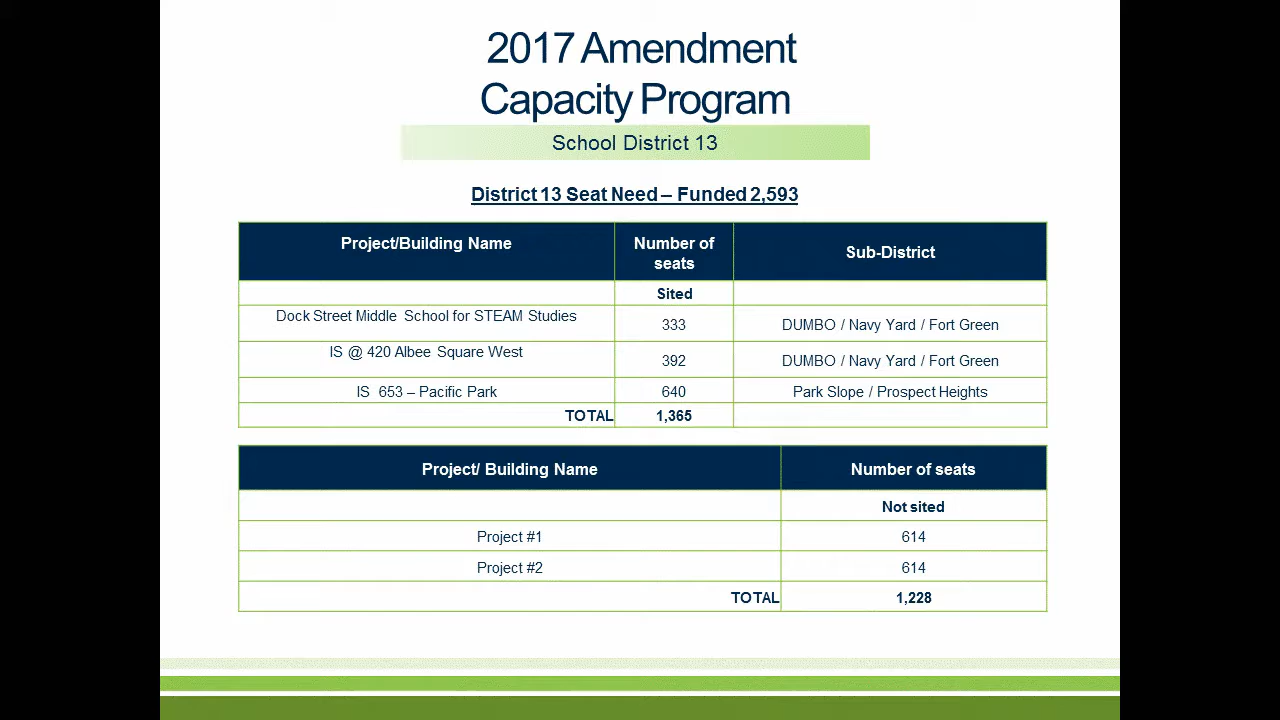 2017 Amendment
Capacity Program
School District 13
District 13 Seat Need – Funded 2,593
Project/Building Name Number of seats Sub-District
Sited
Dock Street Middle School for STEAM Studies 333 DUMBO / Navy Yard / Fort Green
IS @ 420 Albee Square West 392 DUMBO / Navy Yard / Fort Green
IS 653 – Pacific Park 640 Park Slope / Prospect Heights
TOTAL 1,365
Project/ Building Name Number of seats
Not sited
Project #1 614
Project #2 614
TOTAL 1,228